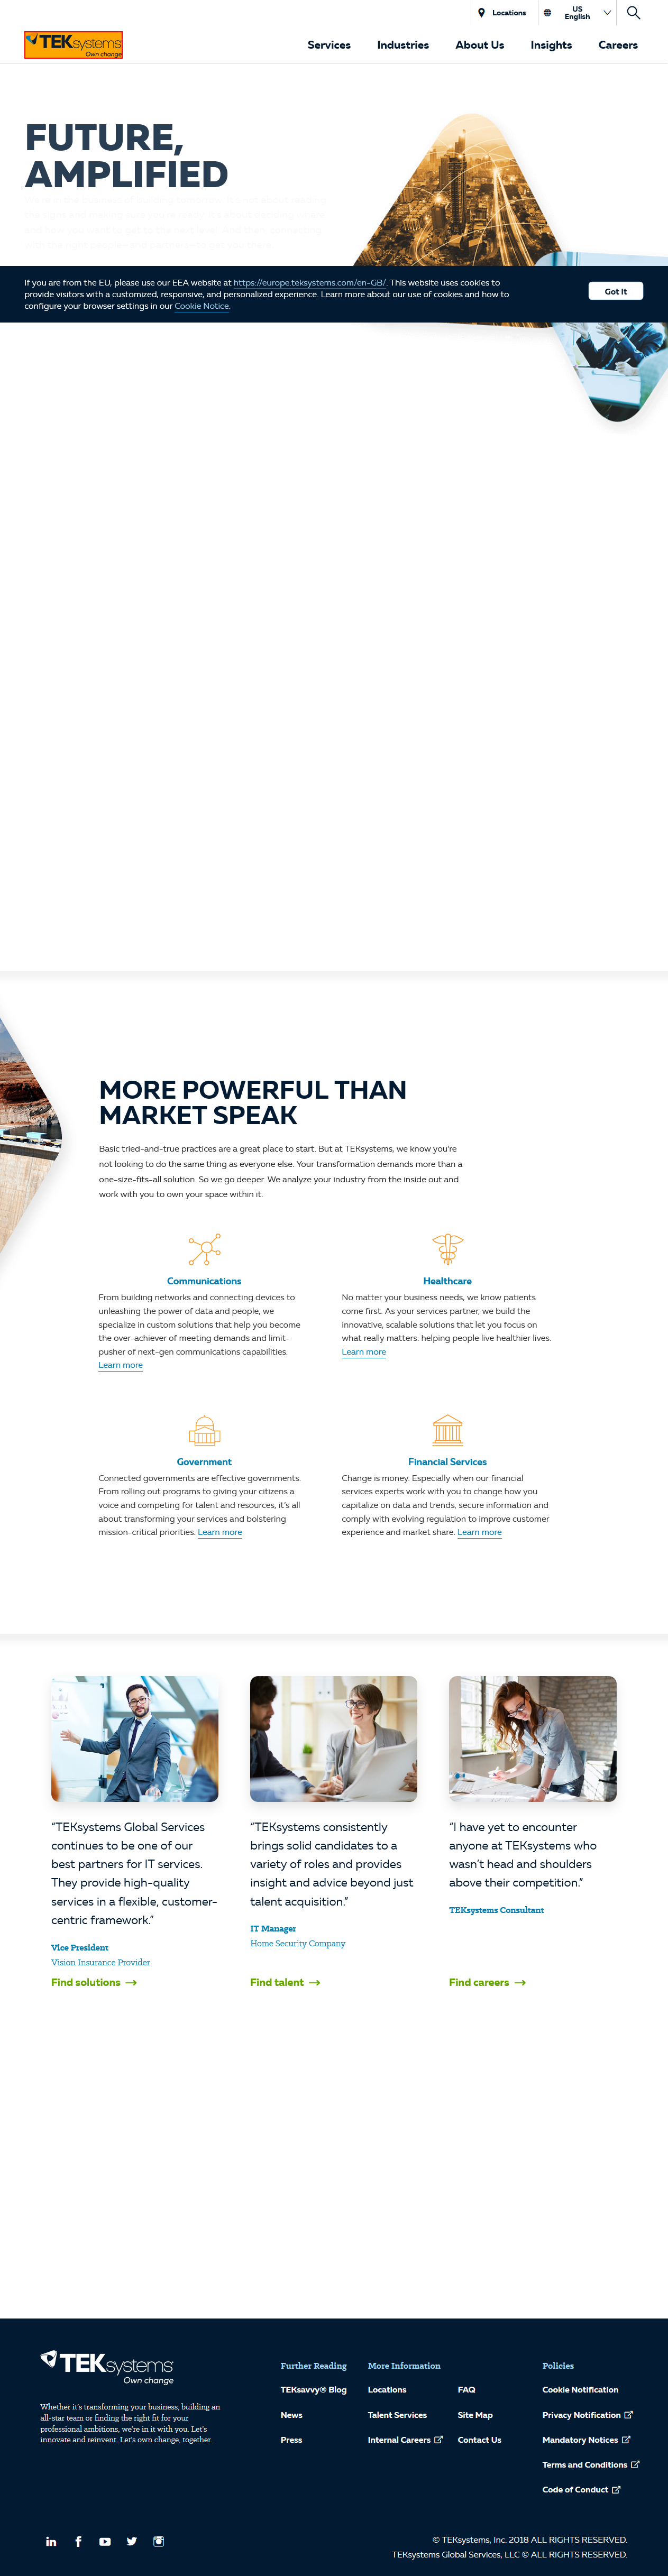 Locations
US
English
TEKsystems
Own change
Services Industries About Us Insights Careers
FUTURE,
AMPLIFIED
If you are from the EU, please use our EEA website at https://europe.teksystems.com/en-GB/. This website uses cookies to
provide visitors with a customized, responsive, and personalized experience. Learn more about our use of cookies and how to
configure your browser settings in our Cookie Notice.
Got It
MORE POWERFUL THAN
MARKET SPEAK
Basic tried-and-true practices are a great place to start. But at TEKsystems, we know you're
not looking to do the same thing as everyone else. Your transformation demands more than a
one-size-fits-all solution. So we go deeper. We analyze your industry from the inside out and
work with you to own your space within it.
Communications
From building networks and connecting devices to
unleashing the power of data and people, we
specialize in custom solutions that help you become
the over-achiever of meeting demands and limit-
pusher of next-gen communications capabilities.
Learn more
Healthcare
No matter your business needs, we know patients
come first. As your services partner, we build the
innovative, scalable solutions that let you focus on
what really matters: helping people live healthier lives.
Learn more
Government
Connected governments are effective governments.
From rolling out programs to giving your citizens a
voice and competing for talent and resources, it's all
about transforming your services and bolstering
mission-critical priorities. Learn more
Financial Services
Change is money. Especially when our financial
services experts work with you to change how you
capitalize on data and trends, secure information and
comply with evolving regulation to improve customer
experience and market share. Learn more
“TEKsystems Global Services
continues to be one of our
best partners for IT services.
They provide high-quality
services in a flexible, customer-
centric framework.”
Vice President
Vision Insurance Provider
Find solutions
“TEKsystems consistently
brings solid candidates to a
variety of roles and provides
insight and advice beyond just
talent acquisition.”
IT Manager
Home Security Company
Find talent
“I have yet to encounter
anyone at TEKsystems who
wasn't head and shoulders
above their competition.”
TEKsystems Consultant
Find careers
TEKsystems
Own change
Whether it's transforming your business, building an
all-star team or finding the right fit for your
professional ambitions, we're in it with you. Let's
innovate and reinvent. Let's own change, together.
Further Reading
TEKsavvy® Blog
News
Press
More Information
Locations
Talent Services
Internal Careers
FAQ
Site Map
Contact Us
Policies
Cookie Notification
Privacy Notification
Mandatory Notices
Terms and Conditions
Code of Conduct
© TEKsystems, Inc. 2018 ALL RIGHTS RESERVED.
TEKsystems Global Services, LLC © ALL RIGHTS RESERVED.